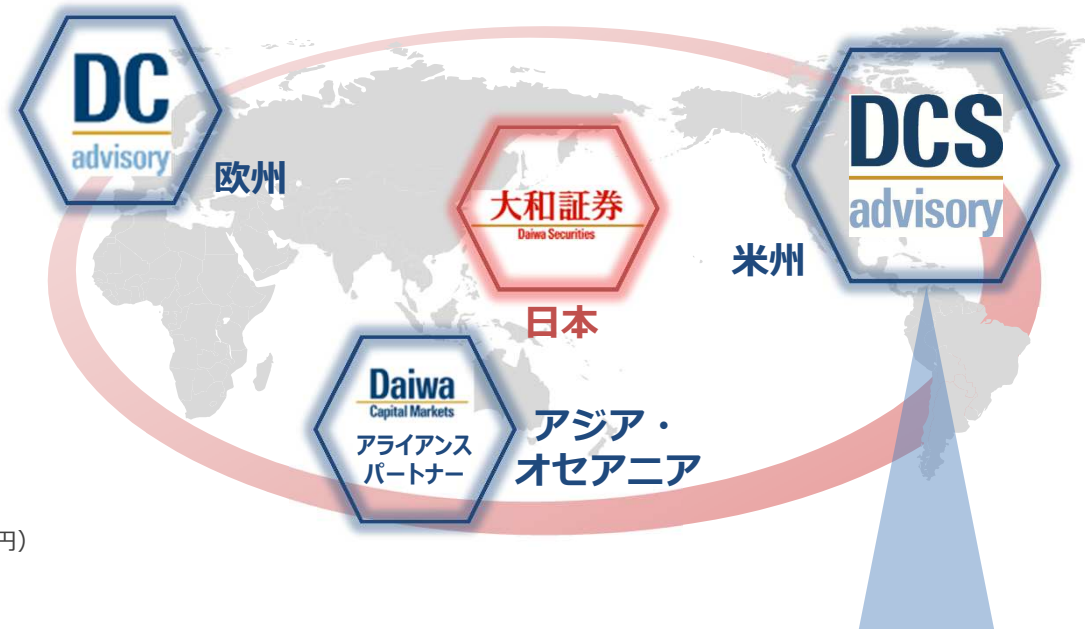 DC
advisory
欧州
大和証券
Daiwa Securities
日本
DCS
advisory
米州
Daiwa
Capital Markets
アライアンス
パートナー
アジア・
オセアニア
円）